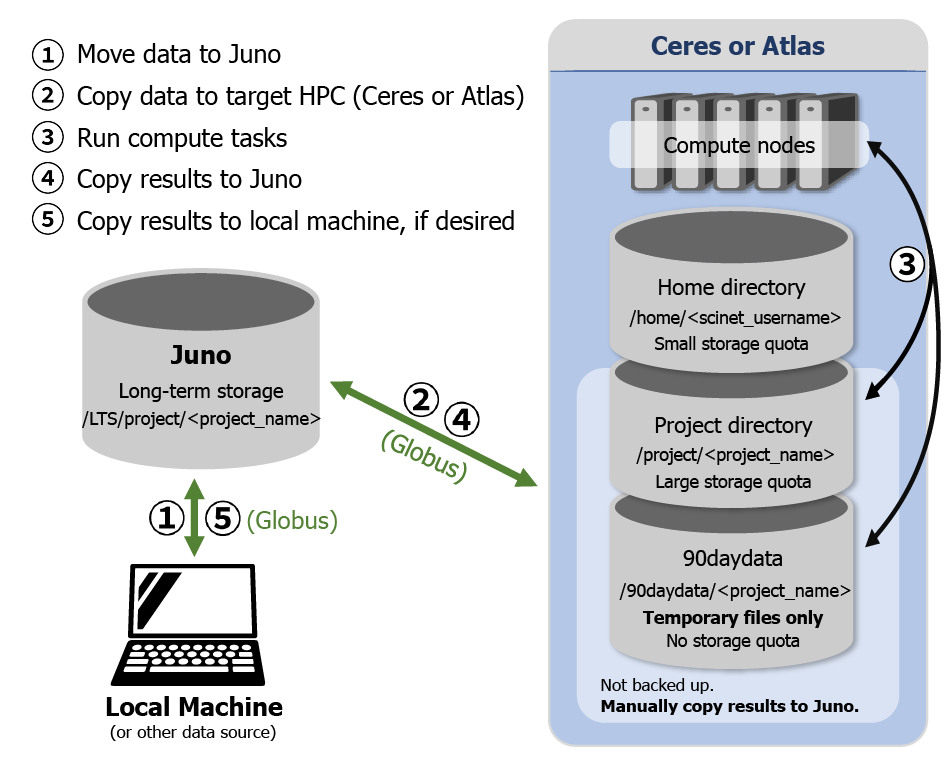 ① Move data to Juno
② Copy data to target HPC (Ceres or Atlas)
③ Run compute tasks
④ Copy results to Juno
⑤ Copy results to local machine, if desired
Juno
Long-term storage
/LTS/project/<project_name>
② ④
(Globus)
① ⑤ (Globus)
Local Machine
(or other data source)
Ceres or Atlas
Compute nodes
③
Home directory
/home/<scinet_username>
Small storage quota
Project directory
/project/<project_name>
Large storage quota
90daydata
/90daydata/<project_name>
Temporary files only
No storage quota
Not backed up.
Manually copy results to Juno.